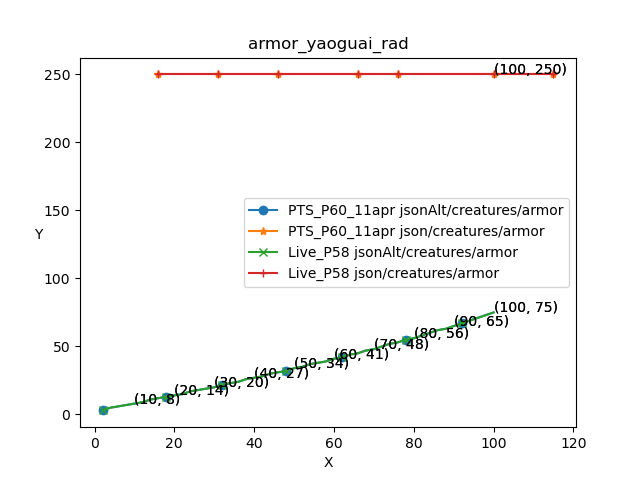 armor_yaoguai_rad
250
200
150
100
50
0
Y
(100, 250)
PTS_P60_11apr jsonAlt/creatures/armor
PTS_P60_11apr json/creatures/armor
Live_P58 jsonAlt/creatures/armor
Live_P58 json/creatures/armor
(100, 75)
(90, 65)
(80, 56)
(70, 48)
(60, 41)
(50, 34)
(40, 27)
(30, 20)
(20, 14)
(10, 8)
0 20 40 60 80 100 120
X